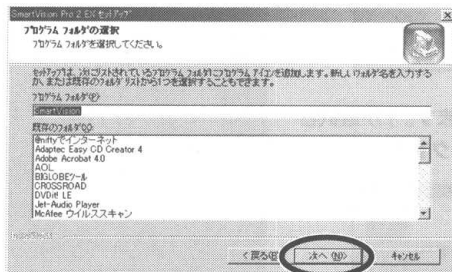 SmartVision Pro 2 EX セットアップ
プログラム フォルダの選択
プログラム フォルダを選択してください。
セットアップは、次にリストされているプログラム フォルダにプログラム アイコンを追加します。新しいフォルダ名を入力する
か、または既存のフォルダ リストから1つを選択することもできます。
プログラム フォルダ(P):
SmartVision
既存のフォルダ(X):
@niftyでインターネット
Adaptec Easy CD Creator 4
Adobe Acrobat 4.0
AOL
BIGLOBEツール
CROSSROAD
DVDit! LE
Jet-Audio Player
McAfee ウイルススキャン
InstallShield
< 戻る(B)
次へ (N)>
キャンセル